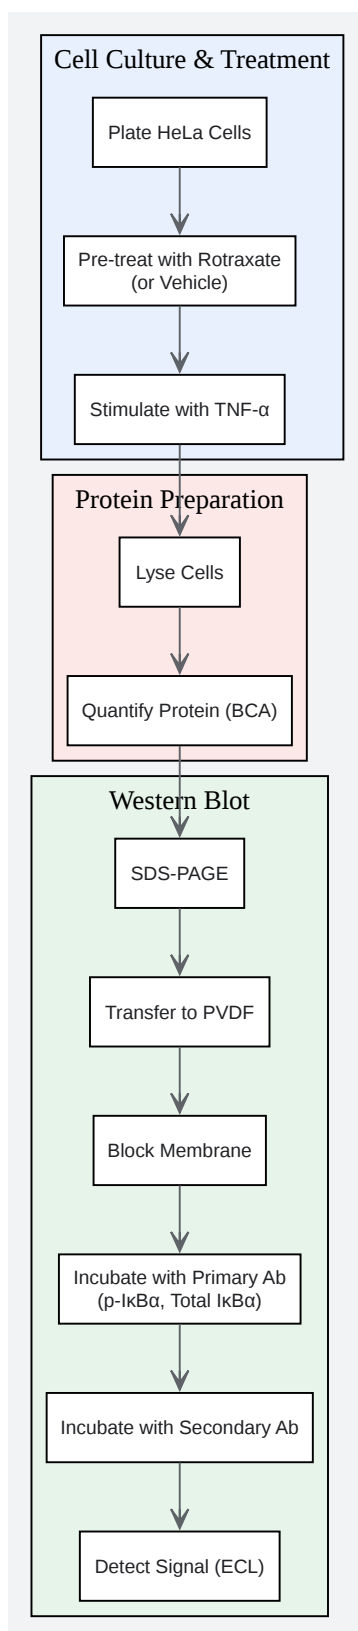 Cell Culture & Treatment
Plate HeLa Cells
Pre-treat with Rotraxate
(or Vehicle)
Stimulate with TNF-α
Protein Preparation
Lyse Cells
Quantify Protein (BCA)
Western Blot
SDS-PAGE
Transfer to PVDF
Block Membrane
Incubate with Primary Ab
(p-IκBα, Total IκBα)
Incubate with Secondary Ab
Detect Signal (ECL)